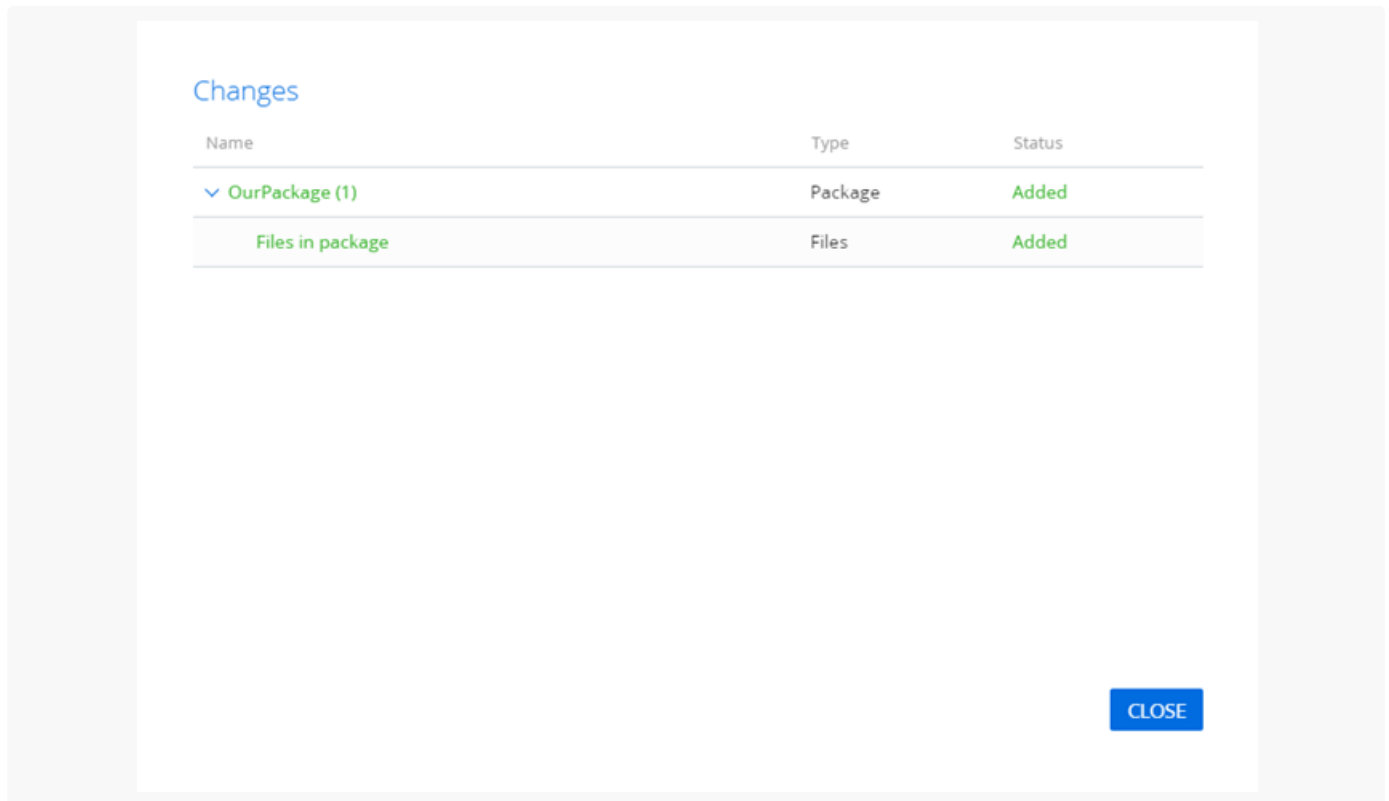 Changes
Name Type Status
OurPackage (1) Package Added
Files in package Files Added
CLOSE